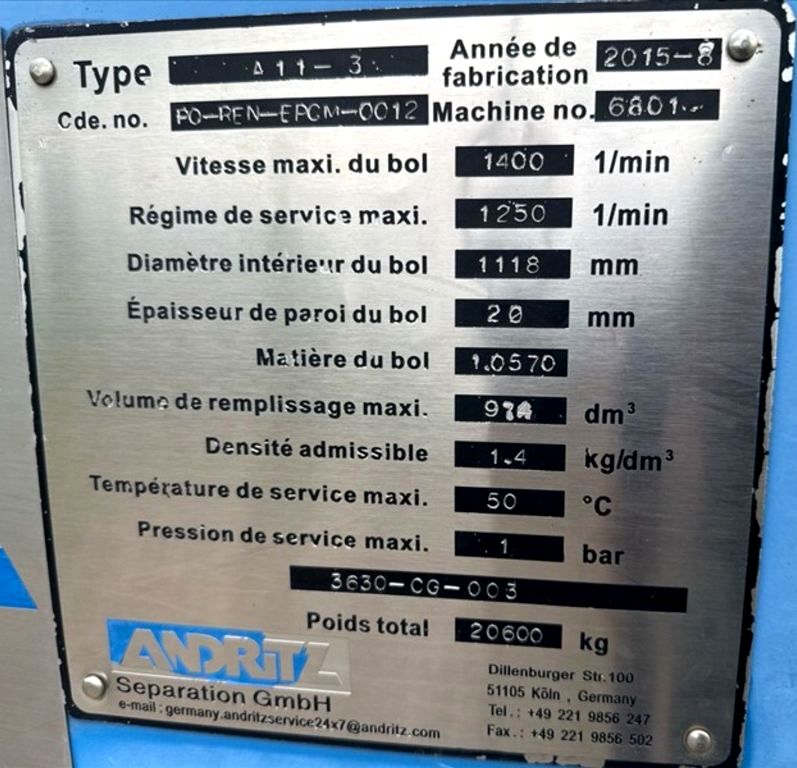 Type A11-3 Année de fabrication 2015-8
Cde. no. PO-REN-EPCM-0012 Machine no. 6801
Vitesse maxi. du bol 1400 1/min
Régime de service maxi. 1250 1/min
Diamètre intérieur du bol 1118 mm
Épaisseur de paroi du bol 20 mm
Matière du bol 1.0570
Volume de remplissage maxi. dm³
Densité admissible 1.4 kg/dm³
Température de service maxi. 50 °C
Pression de service maxi. 1 bar
3630-CG-003
Poids total 20600 kg
ANDRITZ
Separation GmbH
e-mail : germany.andritzservice24x7@andritz.com
Dillenburger Str. 100
51105 Köln , Germany
Tel.: +49 221 9856 247
Fax.: +49 221 9856 502